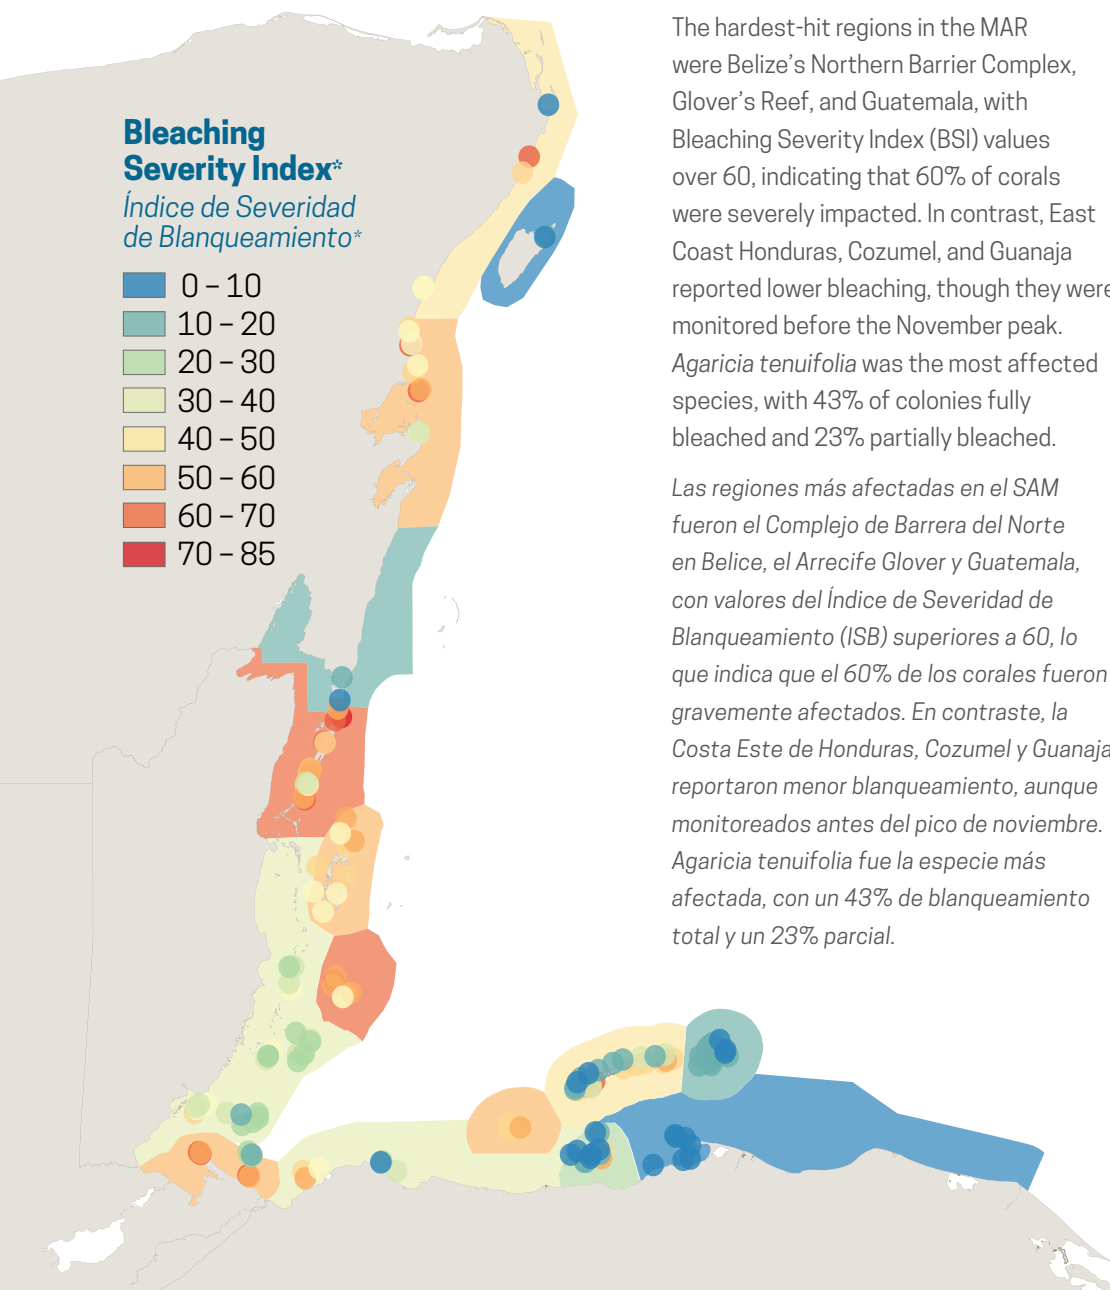 Bleaching
Severity Index*
Índice de Severidad
de Blanqueamiento*
0 – 10
10 – 20
20 – 30
30 – 40
40 – 50
50 – 60
60 – 70
70 – 85
The hardest-hit regions in the MAR
were Belize's Northern Barrier Complex,
Glover's Reef, and Guatemala, with
Bleaching Severity Index (BSI) values
over 60, indicating that 60% of corals
were severely impacted. In contrast, East
Coast Honduras, Cozumel, and Guanaja
reported lower bleaching, though they were
monitored before the November peak.
Agaricia tenuifolia was the most affected
species, with 43% of colonies fully
bleached and 23% partially bleached.
Las regiones más afectadas en el SAM
fueron el Complejo de Barrera del Norte
en Belice, el Arrecife Glover y Guatemala,
con valores del Índice de Severidad de
Blanqueamiento (ISB) superiores a 60, lo
que indica que el 60% de los corales fueron
gravemente afectados. En contraste, la
Costa Este de Honduras, Cozumel y Guanaja
reportaron menor blanqueamiento, aunque
monitoreados antes del pico de noviembre.
Agaricia tenuifolia fue la especie más
afectada, con un 43% de blanqueamiento
total y un 23% parcial.